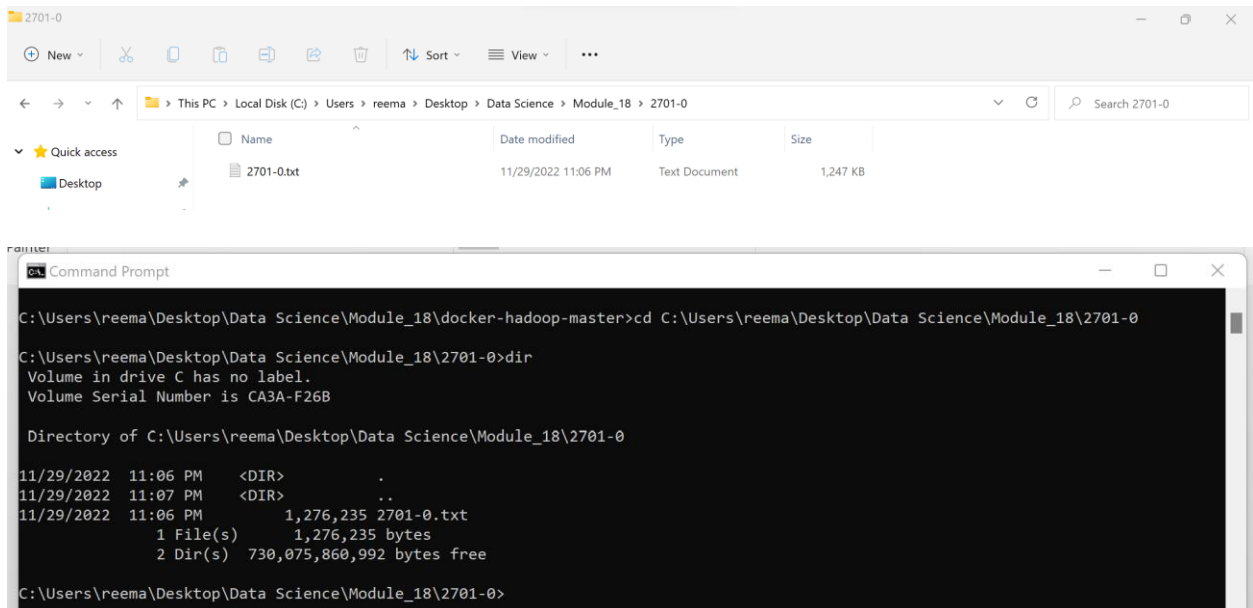 2701-0
New
Sort
View
This PC > Local Disk (C:) > Users > reema > Desktop > Data Science > Module_18 > 2701-0
Search 2701-0
Quick access
Desktop
Name Date modified Type Size
2701-0.txt 11/29/2022 11:06 PM Text Document 1,247 KB
Painter
Command Prompt
C:\Users\reema\Desktop\Data Science\Module_18\docker-hadoop-master>cd C:\Users\reema\Desktop\Data Science\Module_18\2701-0
C:\Users\reema\Desktop\Data Science\Module_18\2701-0>dir
Volume in drive C has no label.
Volume Serial Number is CA3A-F26B
Directory of C:\Users\reema\Desktop\Data Science\Module_18\2701-0
11/29/2022 11:06 PM <DIR> .
11/29/2022 11:07 PM <DIR> ..
11/29/2022 11:06 PM 1,276,235 2701-0.txt
1 File(s) 1,276,235 bytes
2 Dir(s) 730,075,860,992 bytes free
C:\Users\reema\Desktop\Data Science\Module_18\2701-0>